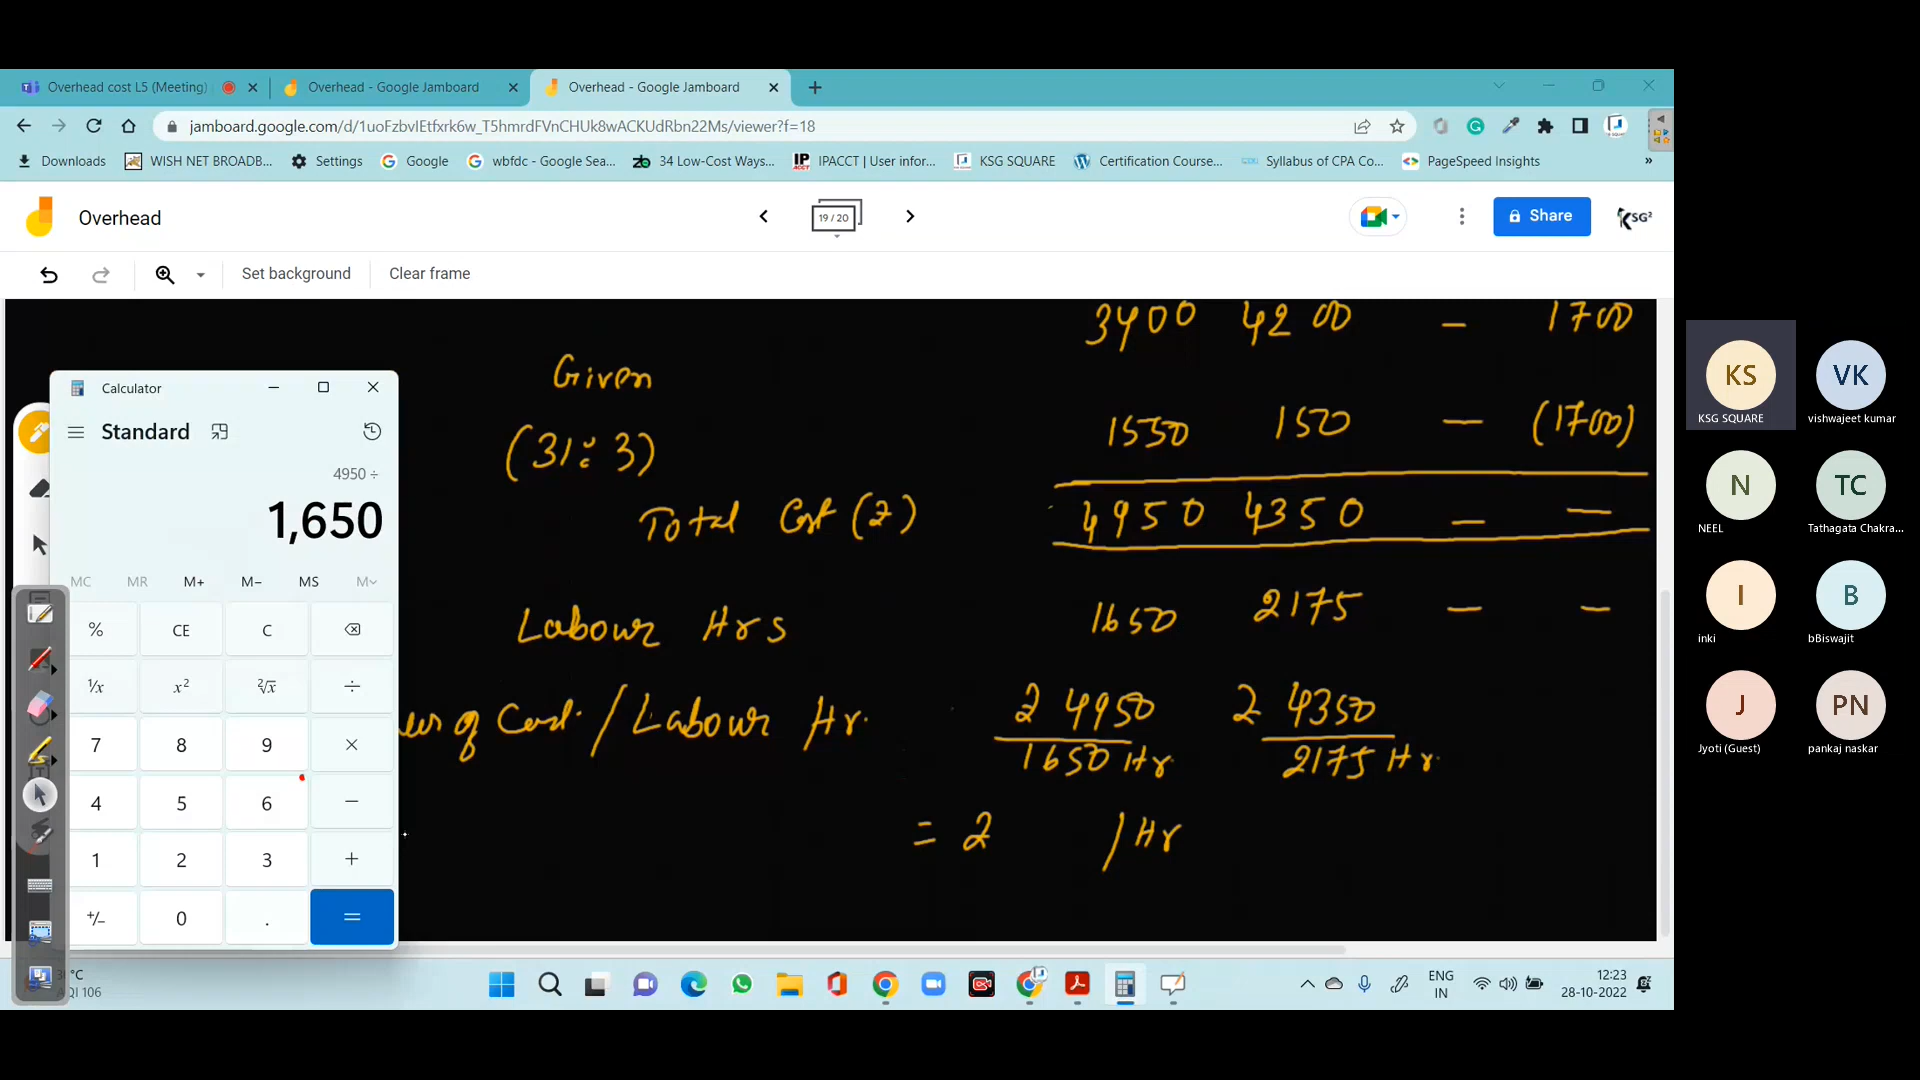 Overhead cost L5 (Meeting)
Overhead - Google Jamboard
Overhead - Google Jamboard
jamboard.google.com/d/1uoFzbvIEtfxrk6w_T5hmrdFVnCHUk8wACKUdRbn22Ms/viewer?f=18
Downloads
WISH NET BROADB...
Settings
Google
wbfdc - Google Sea...
34 Low-Cost Ways...
IPACCT | User infor...
KSG SQUARE
Certification Course...
Syllabus of CPA Co...
PageSpeed Insights
»
Overhead
19 / 20
Share
KSG²
Set background
Clear frame
3400 4200 - 1700
Given
1550 150 - (1700)
(31:3)
Total Cost (2) 4950 4350 - -
Labour Hrs 1650 2175 - -
of Cost / Labour Hr. 2 4950 2 4350
1650 Hr. 2175 Hr.
= 2 / Hr
Calculator
Standard
4950 ÷
1,650
MC MR M+ M− MS M˅
% CE C
¹/x x² ²√x ÷
7 8 9 ×
4 5 6 −
1 2 3 +
+/− 0 . =
KS
KSG SQUARE
VK
vishwajeet kumar
N
NEEL
TC
Tathagata Chakra...
I
inki
B
bBiswajit
J
Jyoti (Guest)
PN
pankaj naskar
°C
AQI 106
ENG
IN
12:23
28-10-2022